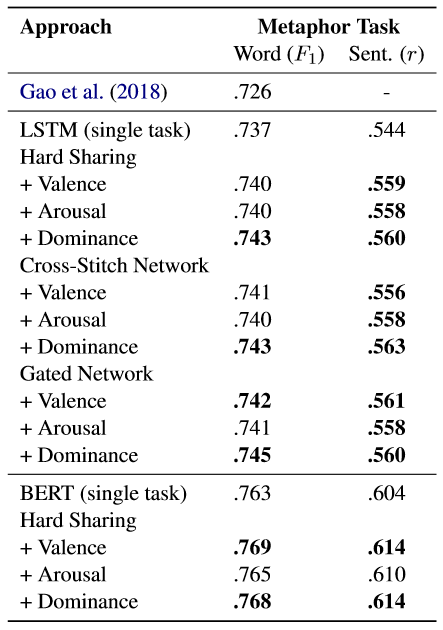 Approach Metaphor Task
Word (F1) Sent. (r)
Gao et al. (2018) .726 -
LSTM (single task) .737 .544
Hard Sharing
+ Valence .740 .559
+ Arousal .740 .558
+ Dominance .743 .560
Cross-Stitch Network
+ Valence .741 .556
+ Arousal .740 .558
+ Dominance .743 .563
Gated Network
+ Valence .742 .561
+ Arousal .741 .558
+ Dominance .745 .560
BERT (single task) .763 .604
Hard Sharing
+ Valence .769 .614
+ Arousal .765 .610
+ Dominance .768 .614